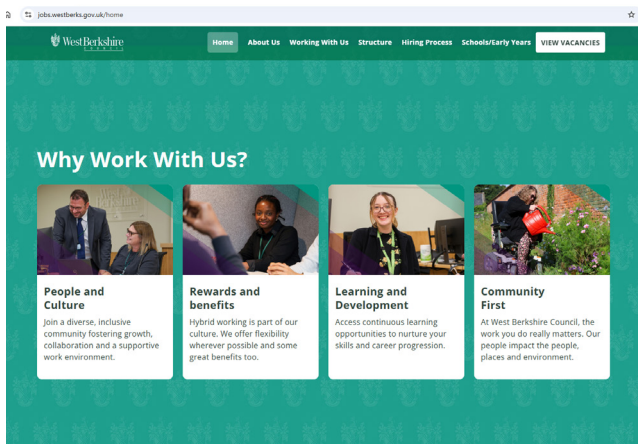 jobs.westberks.gov.uk/home
West Berkshire
COUNCIL
Home About Us Working With Us Structure Hiring Process Schools/Early Years VIEW VACANCIES
Why Work With Us?
People and
Culture
Join a diverse, inclusive
community fostering growth,
collaboration and a supportive
work environment.
Rewards and
benefits
Hybrid working is part of our
culture. We offer flexibility
wherever possible and some
great benefits too.
Learning and
Development
Access continuous learning
opportunities to nurture your
skills and career progression.
Community
First
At West Berkshire Council, the
work you do really matters. Our
people impact the people,
places and environment.